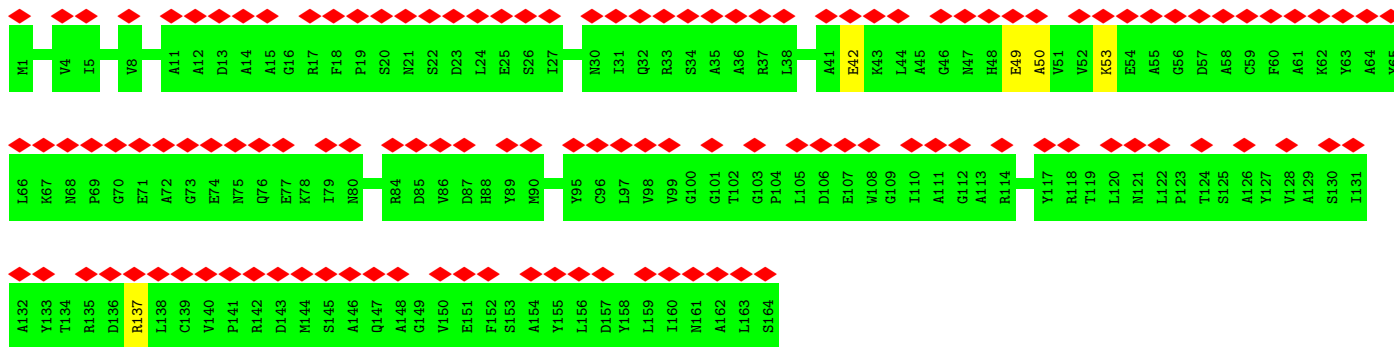 M1 V4 I5 V8 A11 A12 D13 A14 A15 G16 R17 F18 P19 S20 N21 S22 D23 L24 E25 S26 I27 N30 I31 Q32 R33 S34 A35 A36 R37 L38 A41 E42 K43 L44 A45 G46 N47 H48 E49 A50 V51 V52 K53 E54 A55 G56 D57 A58 C59 F60 A61 K62 Y63 A64 Y65
L66 K67 N68 P69 G70 E71 A72 G73 E74 N75 Q76 E77 K78 I79 N80 R84 D85 V86 D87 H88 Y89 M90 Y95 C96 L97 V98 V99 G100 G101 T102 G103 P104 L105 D106 E107 W108 G109 I110 A111 G112 A113 R114 Y117 R118 T119 L120 N121 L122 P123 T124 S125 A126 Y127 V128 A129 S130 I131
A132 Y133 T134 R135 D136 R137 L138 C139 V140 P141 R142 D143 M144 S145 A146 Q147 A148 G149 V150 E151 F152 S153 A154 Y155 L156 D157 Y158 L159 I160 N161 A162 L163 S164